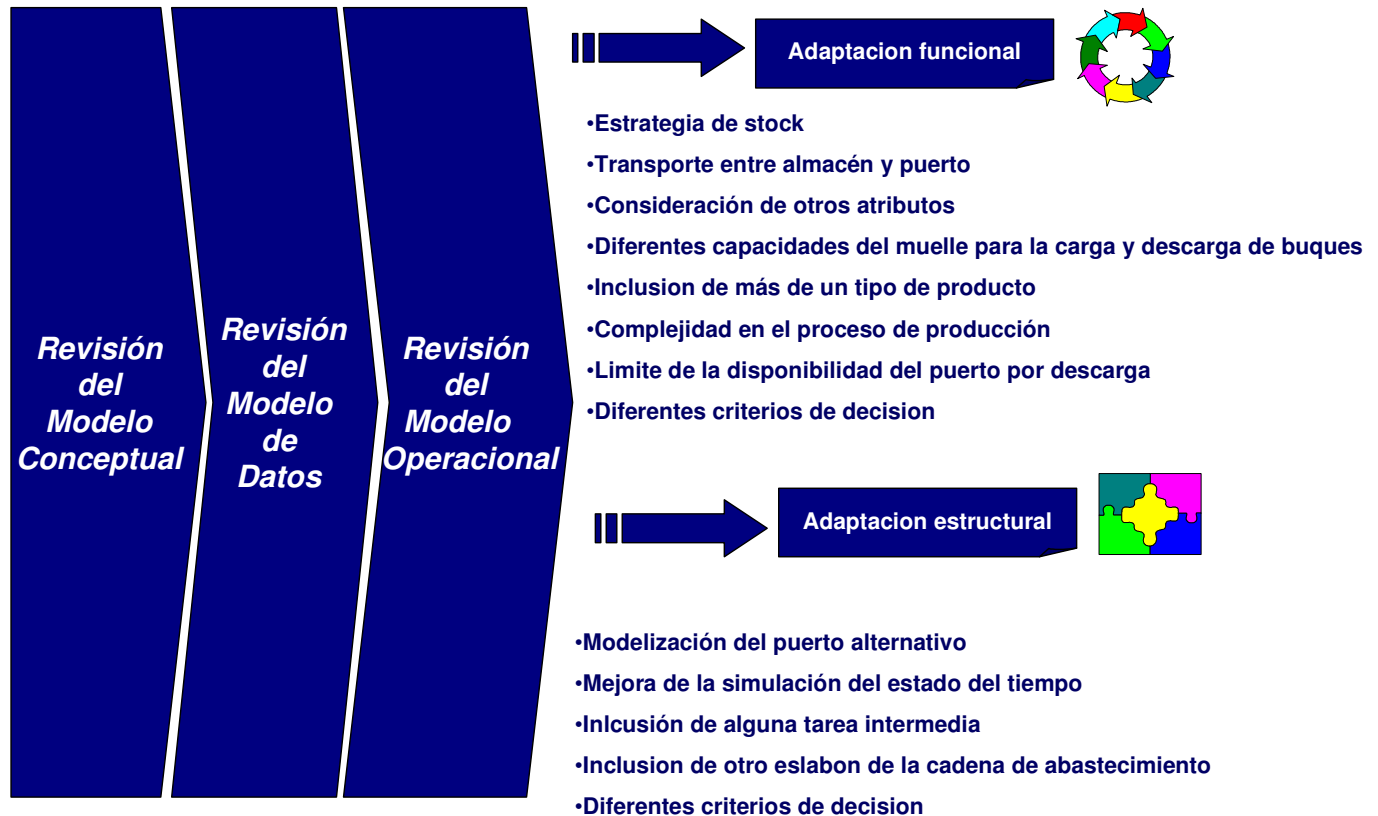 Revisión
del
Modelo
Conceptual
Revisión
del
Modelo
de
Datos
Revisión
del
Modelo
Operacional
Adaptacion funcional
•Estrategia de stock
•Transporte entre almacén y puerto
•Consideración de otros atributos
•Diferentes capacidades del muelle para la carga y descarga de buques
•Inclusion de más de un tipo de producto
•Complejidad en el proceso de producción
•Limite de la disponibilidad del puerto por descarga
•Diferentes criterios de decision
Adaptacion estructural
•Modelización del puerto alternativo
•Mejora de la simulación del estado del tiempo
•Inlcusión de alguna tarea intermedia
•Inclusion de otro eslabon de la cadena de abastecimiento
•Diferentes criterios de decision